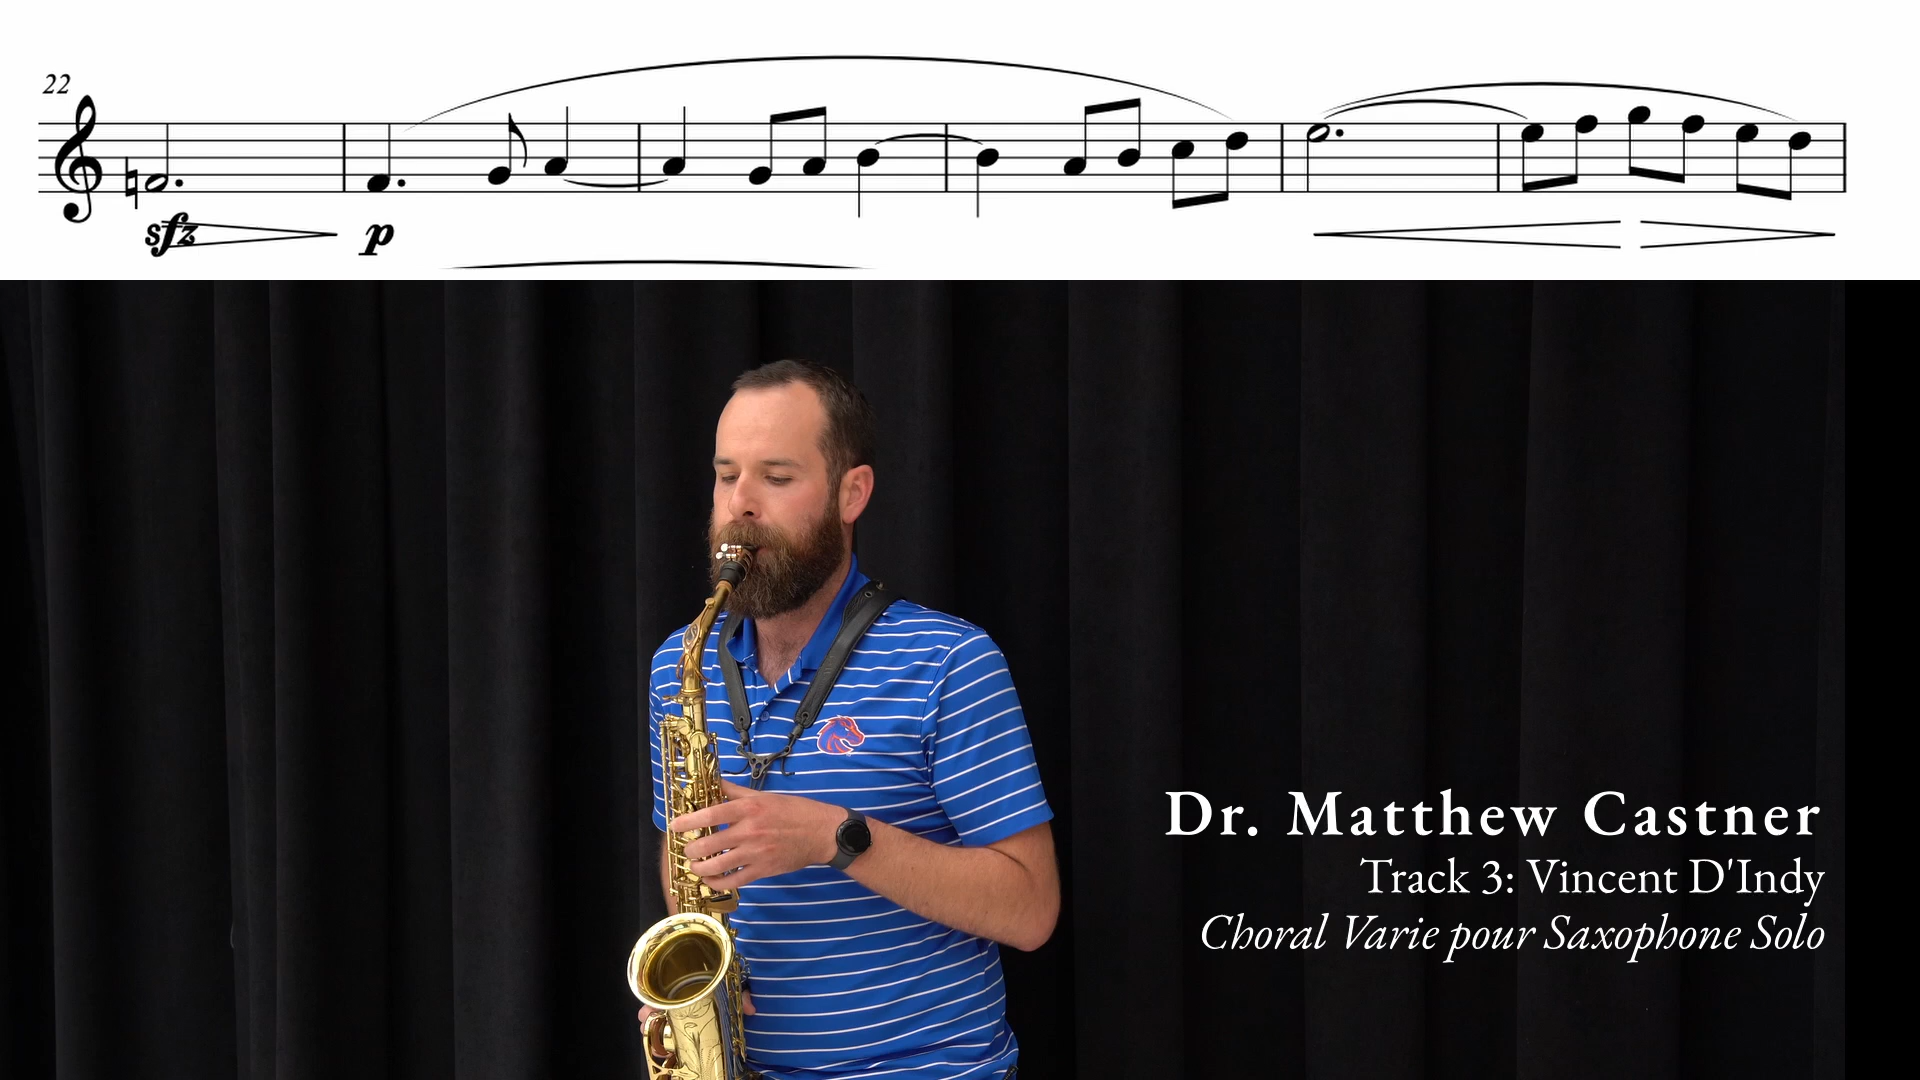 22
sfz
p
Dr. Matthew Castner
Track 3: Vincent D'Indy
Choral Varie pour Saxophone Solo